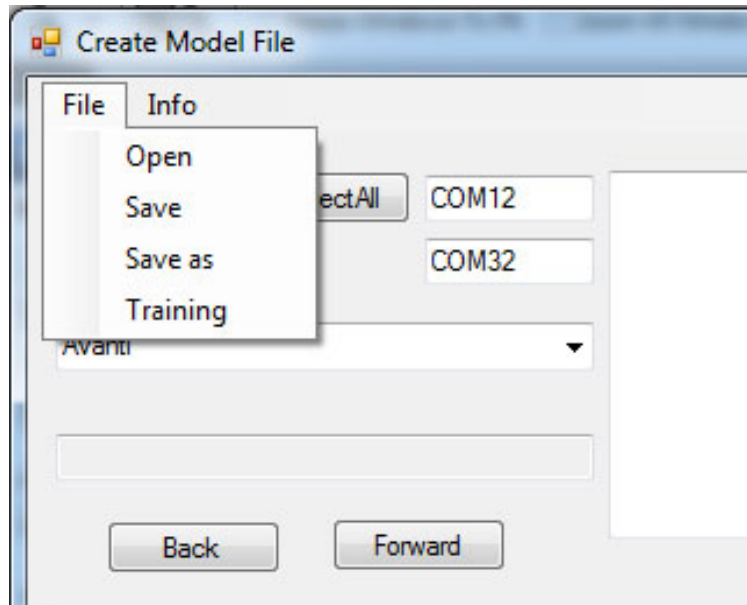 Create Model File
File Info
Open
Save
ectAll COM12
Save as
COM32
Training
Avanti
Back Forward